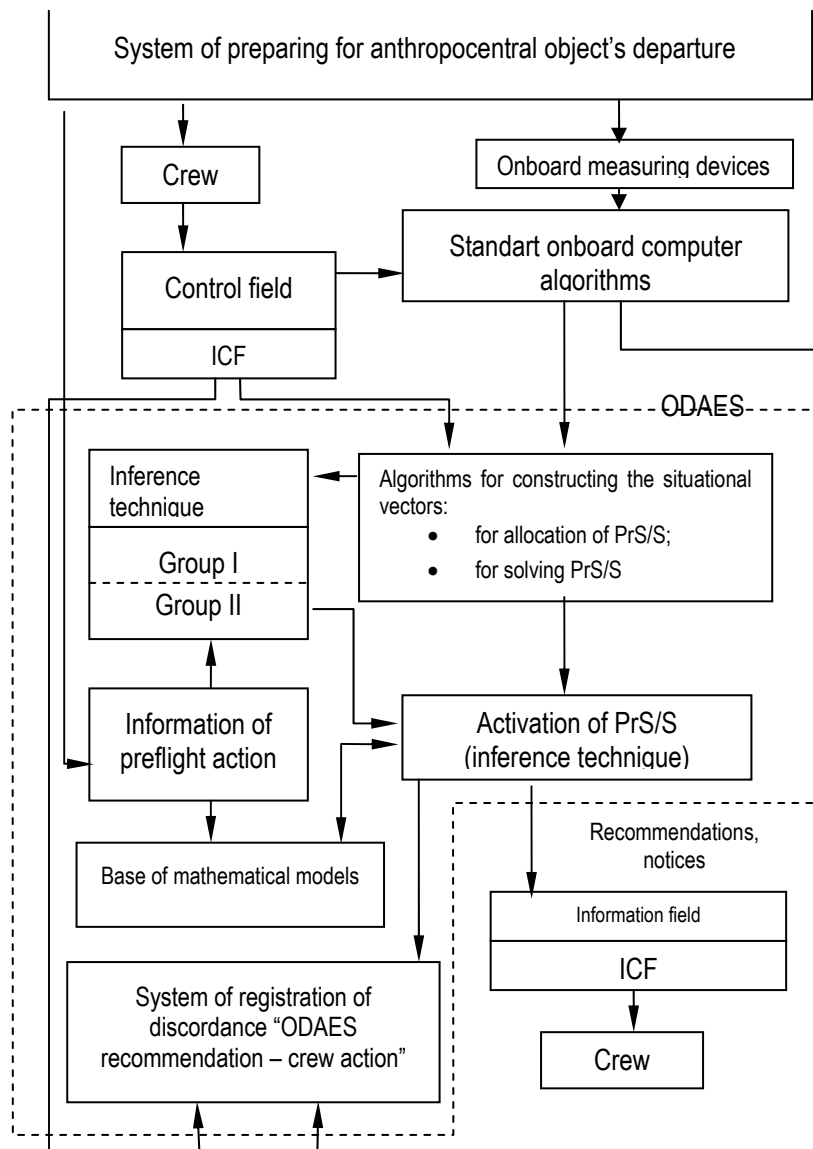 System of preparing for anthropocentral object's departure
Crew
Onboard measuring devices
Standart onboard computer
algorithms
Control field
ICF
ODAES
Inference
technique
Group I
Group II
Algorithms for constructing the situational
vectors:
• for allocation of PrS/S;
• for solving PrS/S
Information of
preflight action
Activation of PrS/S
(inference technique)
Base of mathematical models
Recommendations,
notices
Information field
ICF
Crew
System of registration of
discordance “ODAES
recommendation – crew action”